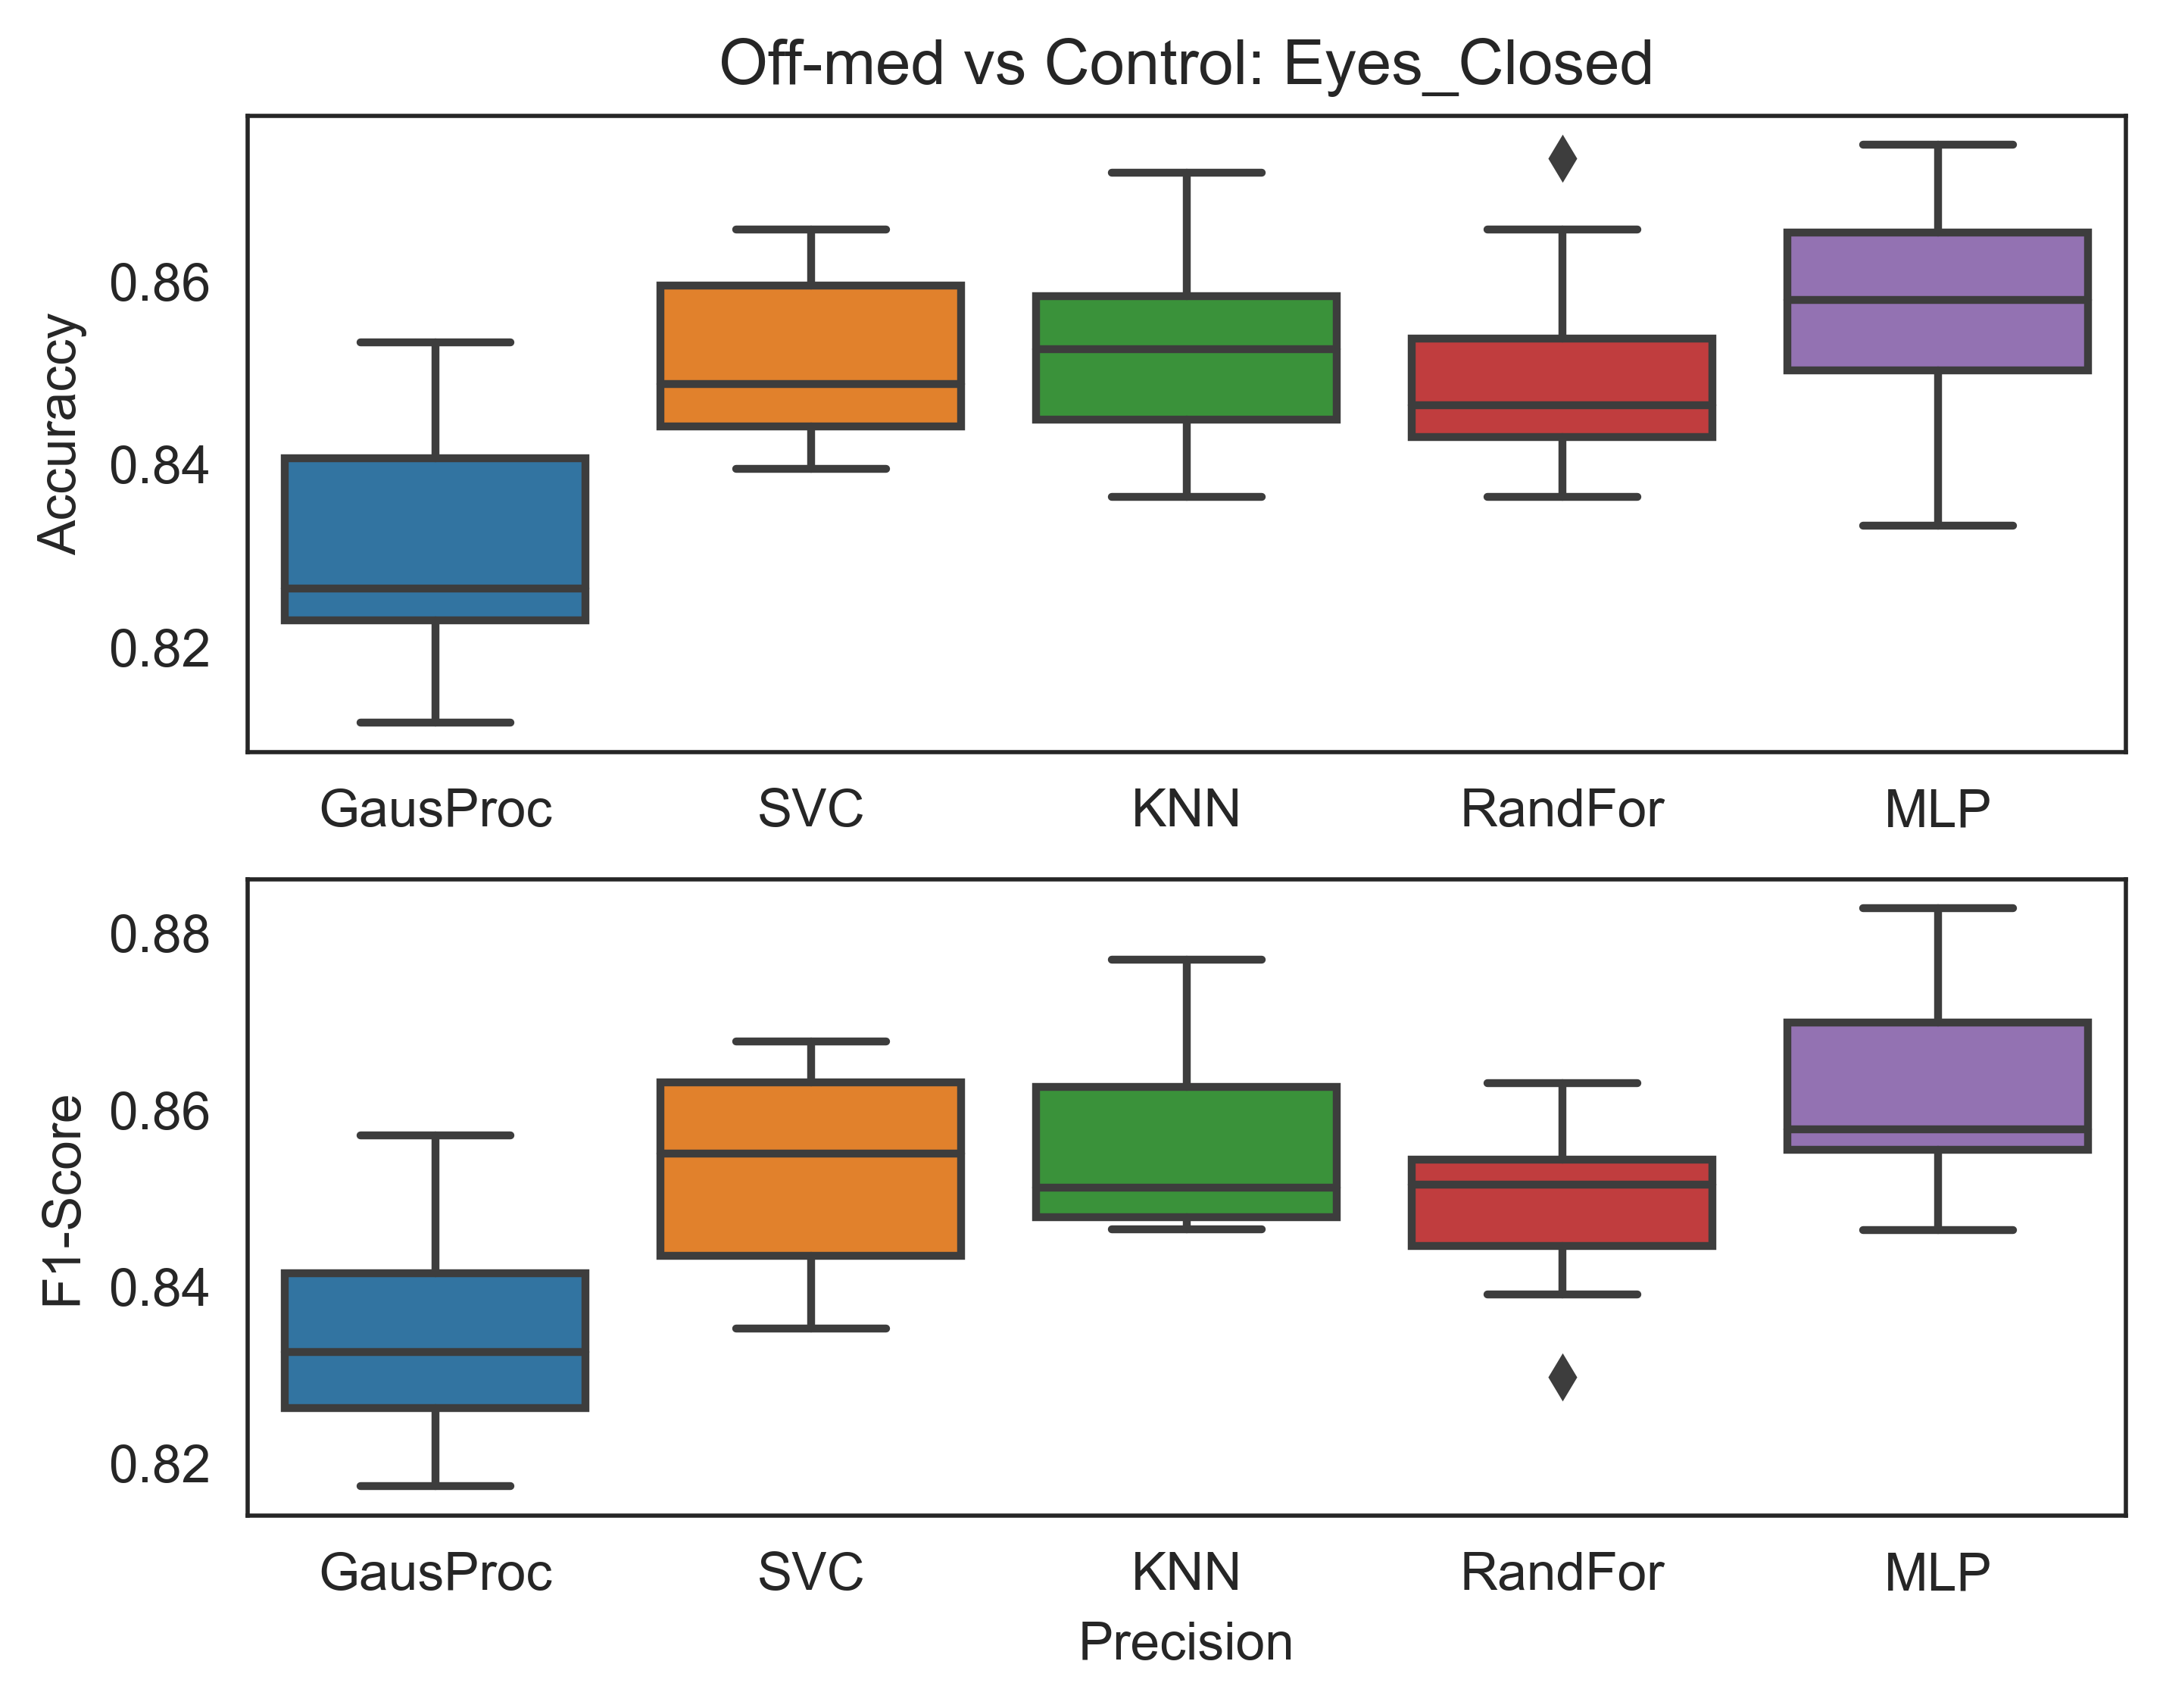 Off-med vs Control: Eyes_Closed
Accuraccy
0.86
0.84
0.82
GausProc SVC KNN RandFor MLP
F1-Score
0.88
0.86
0.84
0.82
GausProc SVC KNN RandFor MLP
Precision